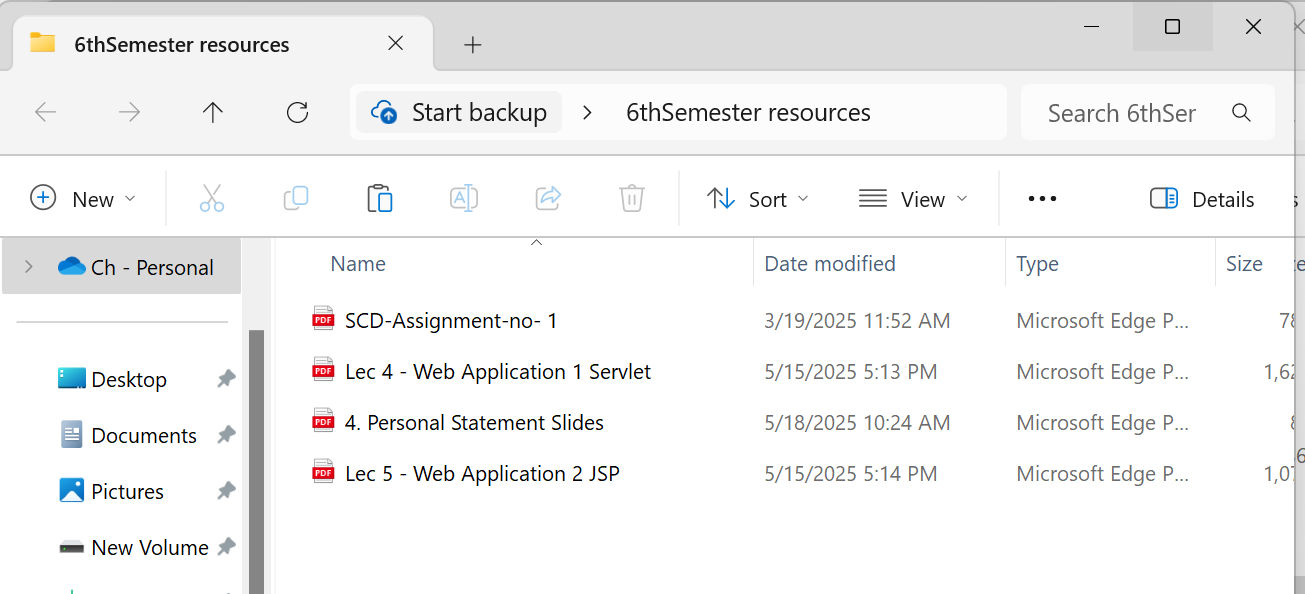 6thSemester resources
Start backup > 6thSemester resources
Search 6thSer
New
Sort
View
Details
Ch - Personal
Desktop
Documents
Pictures
New Volume
Name Date modified Type Size
PDF SCD-Assignment-no- 1 3/19/2025 11:52 AM Microsoft Edge P...
PDF Lec 4 - Web Application 1 Servlet 5/15/2025 5:13 PM Microsoft Edge P...
PDF 4. Personal Statement Slides 5/18/2025 10:24 AM Microsoft Edge P...
PDF Lec 5 - Web Application 2 JSP 5/15/2025 5:14 PM Microsoft Edge P...